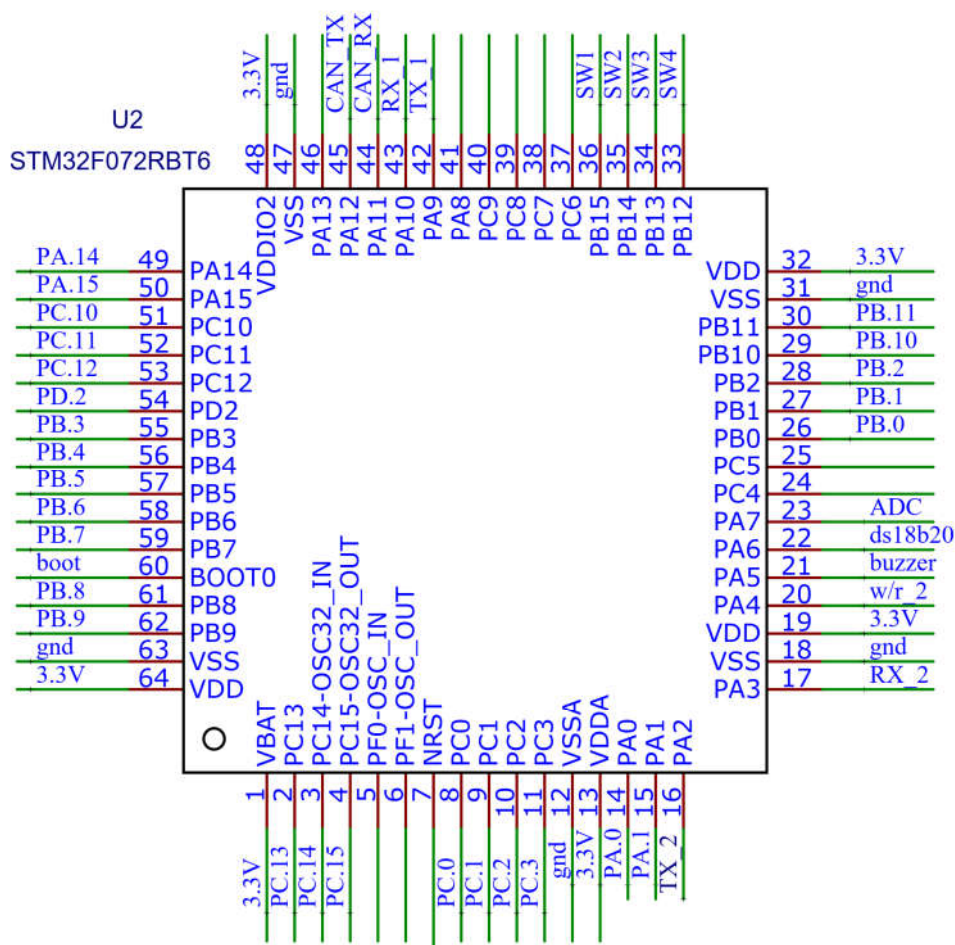 U2
STM32F072RBT6
3.3V
gnd
CAN_TX
CAN_RX
RX_1
TX_1
SW1
SW2
SW3
SW4
48 47 46 45 44 43 42 41 40 39 38 37 36 35 34 33
VDDIO2
VSS
PA13
PA12
PA11
PA10
PA9
PA8
PC9
PC8
PC7
PC6
PB15
PB14
PB13
PB12
PA.14 49 PA14
PA.15 50 PA15
PC.10 51 PC10
PC.11 52 PC11
PC.12 53 PC12
PD.2 54 PD2
PB.3 55 PB3
PB.4 56 PB4
PB.5 57 PB5
PB.6 58 PB6
PB.7 59 PB7
boot 60 BOOT0
PB.8 61 PB8
PB.9 62 PB9
gnd 63 VSS
3.3V 64 VDD
VDD 32 3.3V
VSS 31 gnd
PB11 30 PB.11
PB10 29 PB.10
PB2 28 PB.2
PB1 27 PB.1
PB0 26 PB.0
PC5 25
PC4 24
PA7 23 ADC
PA6 22 ds18b20
PA5 21 buzzer
PA4 20 w/r_2
VDD 19 3.3V
VSS 18 gnd
PA3 17 RX_2
VBAT
PC13
PC14-OSC32_IN
PC15-OSC32_OUT
PF0-OSC_IN
PF1-OSC_OUT
NRST
PC0
PC1
PC2
PC3
VSSA
VDDA
PA0
PA1
PA2
1 2 3 4 5 6 7 8 9 10 11 12 13 14 15 16
3.3V
PC.13
PC.14
PC.15
PC.0
PC.1
PC.2
PC.3
gnd
3.3V
PA.0
PA.1
TX_2